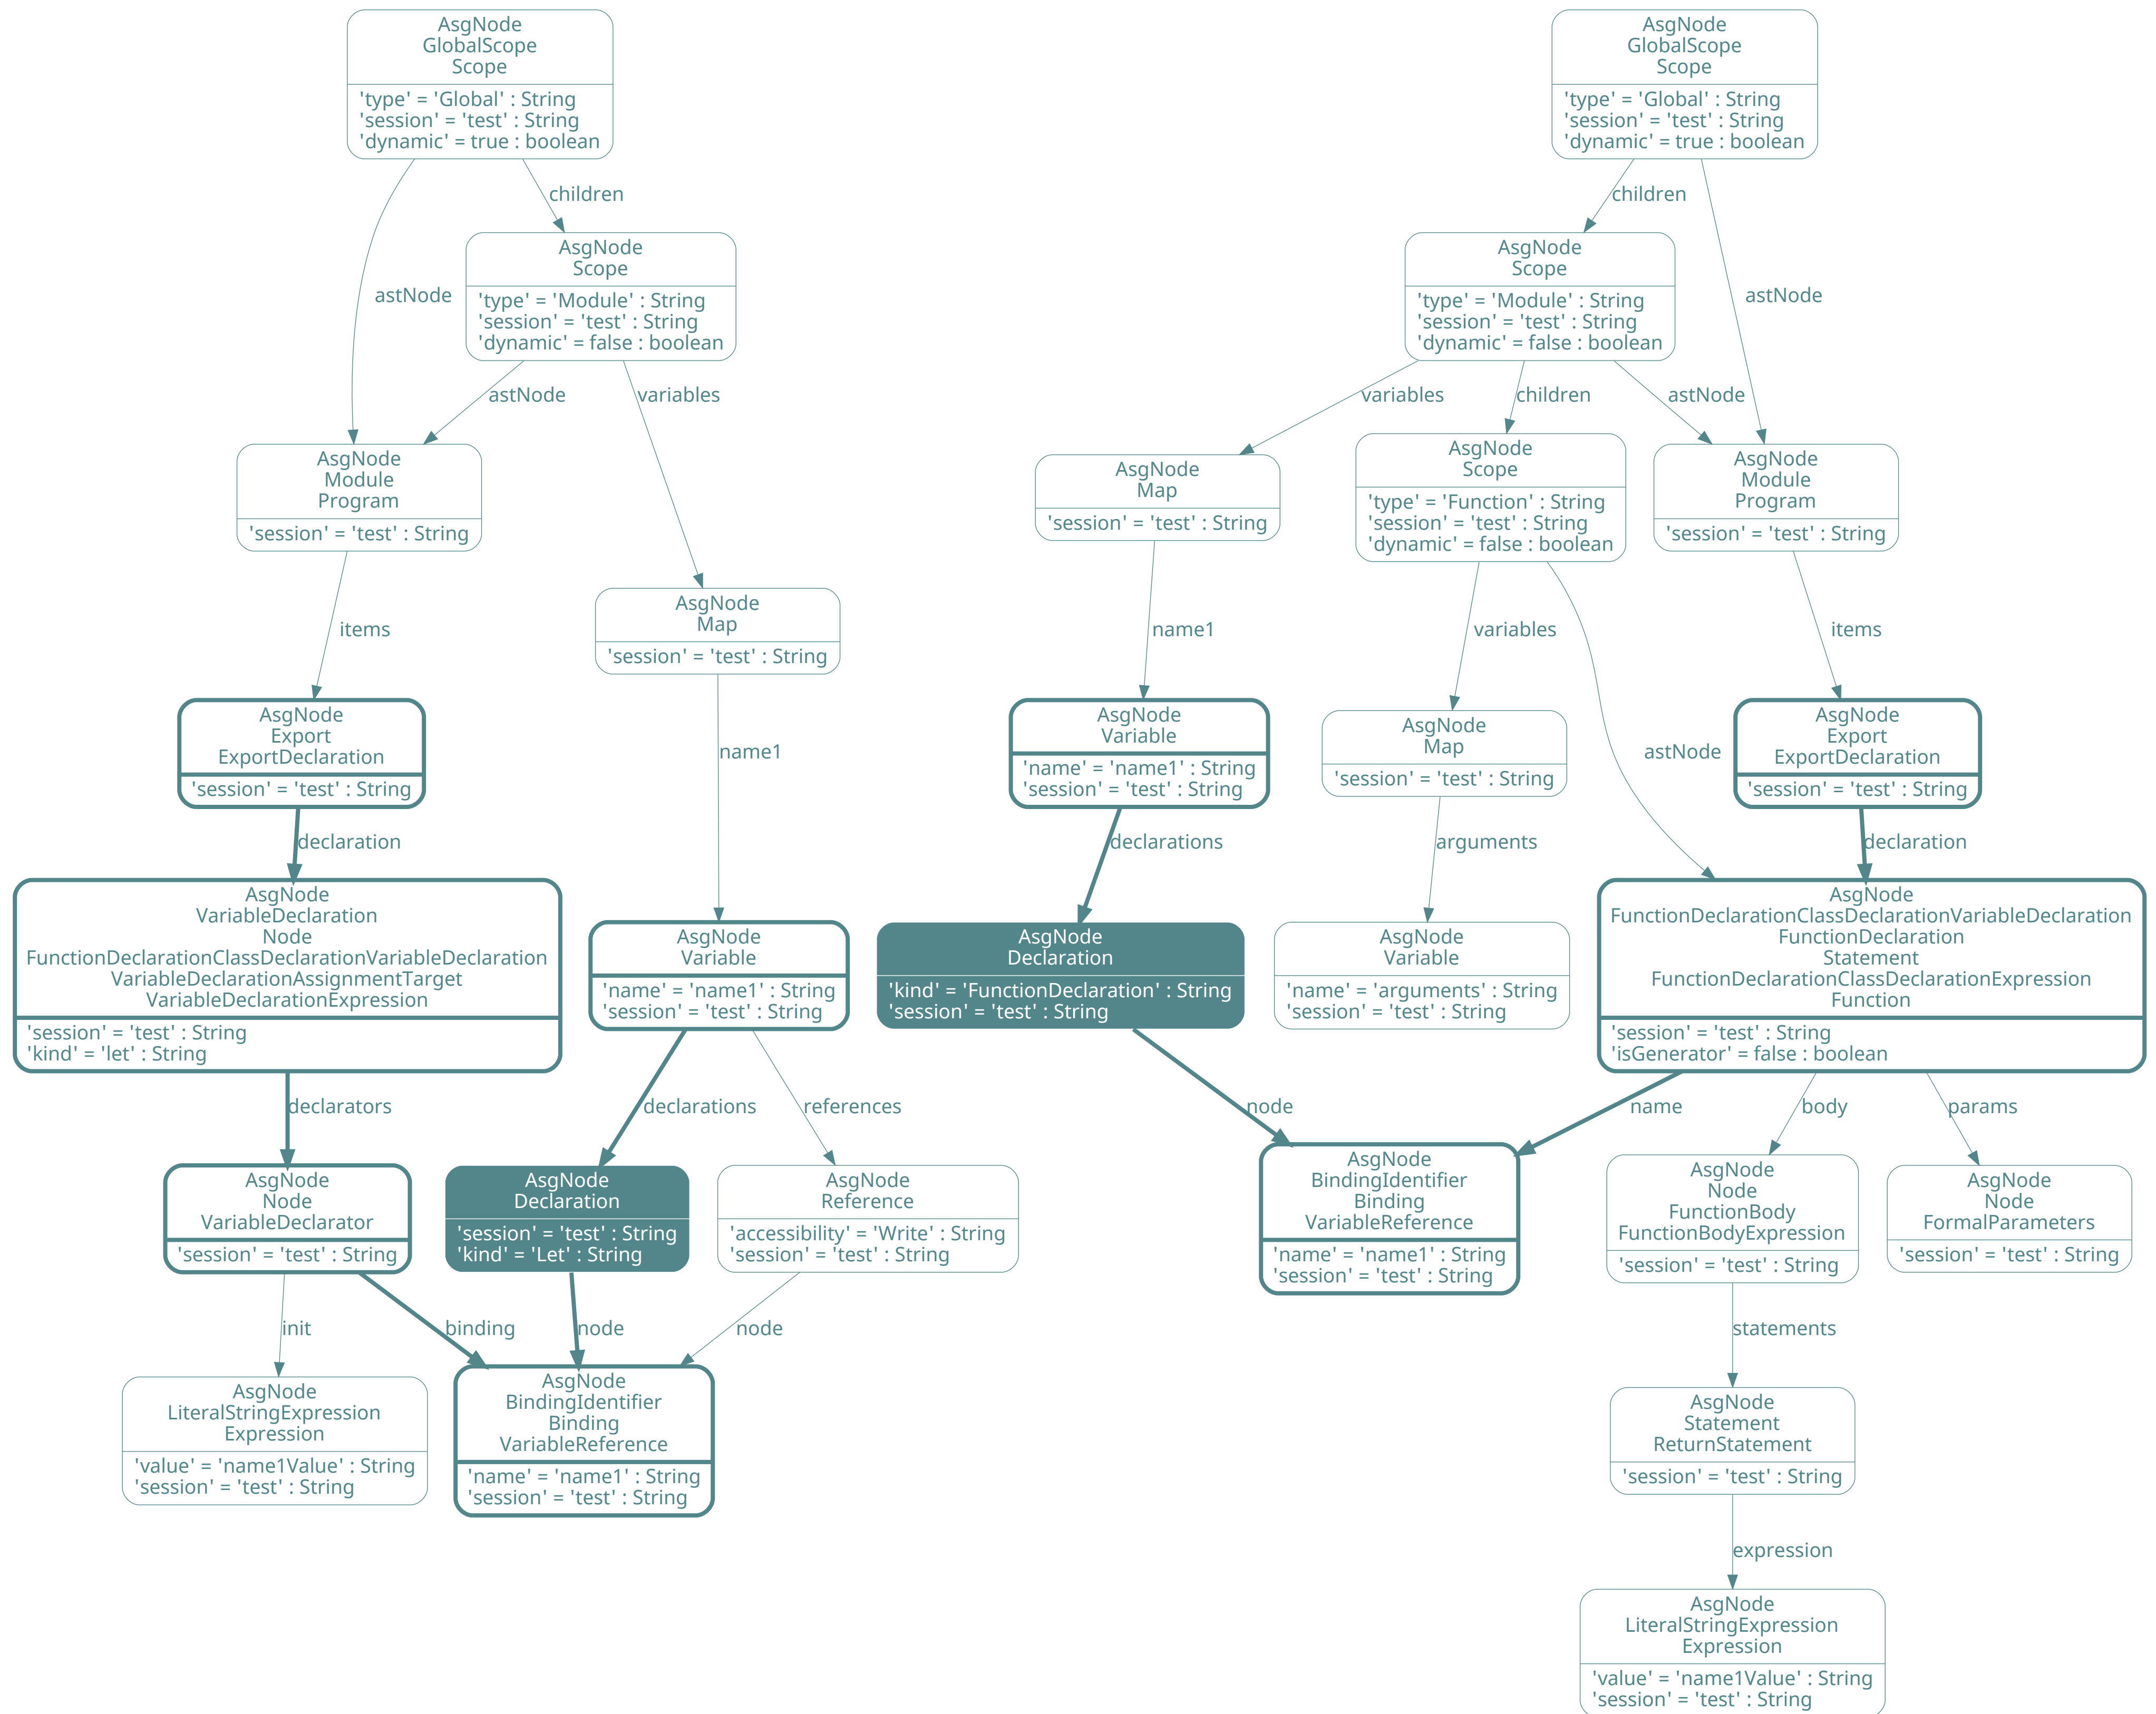 AsgNode
GlobalScope
Scope
'type' = 'Global' : String
'session' = 'test' : String
'dynamic' = true : boolean
AsgNode
GlobalScope
Scope
'type' = 'Global' : String
'session' = 'test' : String
'dynamic' = true : boolean
children
children
astNode
AsgNode
Scope
'type' = 'Module' : String
'session' = 'test' : String
'dynamic' = false : boolean
AsgNode
Scope
'type' = 'Module' : String
'session' = 'test' : String
'dynamic' = false : boolean
astNode
astNode
variables
variables
children
astNode
AsgNode
Module
Program
'session' = 'test' : String
AsgNode
Map
'session' = 'test' : String
AsgNode
Scope
'type' = 'Function' : String
'session' = 'test' : String
'dynamic' = false : boolean
AsgNode
Module
Program
'session' = 'test' : String
items
AsgNode
Map
'session' = 'test' : String
name1
variables
items
AsgNode
Export
ExportDeclaration
'session' = 'test' : String
name1
AsgNode
Variable
'name' = 'name1' : String
'session' = 'test' : String
AsgNode
Map
'session' = 'test' : String
astNode
AsgNode
Export
ExportDeclaration
'session' = 'test' : String
declaration
declarations
arguments
declaration
AsgNode
VariableDeclaration
Node
FunctionDeclarationClassDeclarationVariableDeclaration
VariableDeclarationAssignmentTarget
VariableDeclarationExpression
'session' = 'test' : String
'kind' = 'let' : String
AsgNode
Variable
'name' = 'name1' : String
'session' = 'test' : String
AsgNode
Declaration
'kind' = 'FunctionDeclaration' : String
'session' = 'test' : String
AsgNode
Variable
'name' = 'arguments' : String
'session' = 'test' : String
AsgNode
FunctionDeclarationClassDeclarationVariableDeclaration
FunctionDeclaration
Statement
FunctionDeclarationClassDeclarationExpression
Function
'session' = 'test' : String
'isGenerator' = false : boolean
declarators
declarations
references
node
name
body
params
AsgNode
Node
VariableDeclarator
'session' = 'test' : String
AsgNode
Declaration
'session' = 'test' : String
'kind' = 'Let' : String
AsgNode
Reference
'accessibility' = 'Write' : String
'session' = 'test' : String
AsgNode
BindingIdentifier
Binding
VariableReference
'name' = 'name1' : String
'session' = 'test' : String
AsgNode
Node
FunctionBody
FunctionBodyExpression
'session' = 'test' : String
AsgNode
Node
FormalParameters
'session' = 'test' : String
init
binding
node
node
statements
AsgNode
LiteralStringExpression
Expression
'value' = 'name1Value' : String
'session' = 'test' : String
AsgNode
BindingIdentifier
Binding
VariableReference
'name' = 'name1' : String
'session' = 'test' : String
AsgNode
Statement
ReturnStatement
'session' = 'test' : String
expression
AsgNode
LiteralStringExpression
Expression
'value' = 'name1Value' : String
'session' = 'test' : String